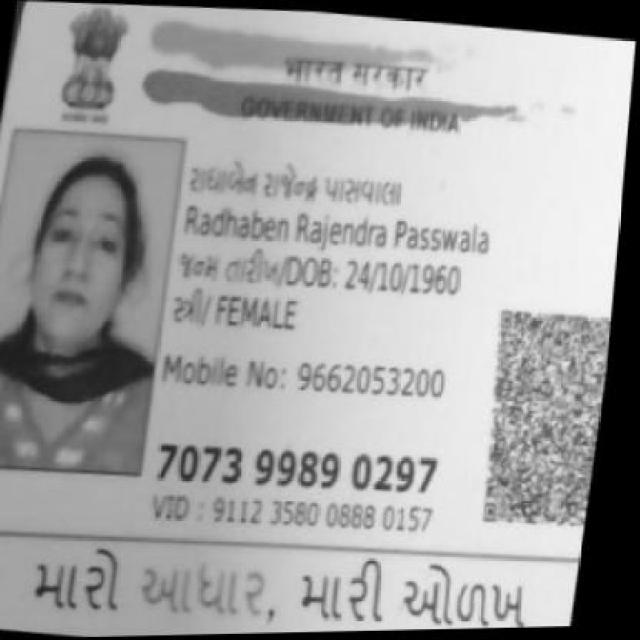 भारत सरकार
GOVERNMENT OF INDIA
રાધાબેન રાજેન્દ્ર પાસવાલા
Radhaben Rajendra Passwala
જન્મ તારીખ/DOB: 24/10/1960
સ્ત્રી/ FEMALE
Mobile No: 9662053200
7073 9989 0297
VID : 9112 3580 0888 0157
મારો આધાર, મારી ઓળખ